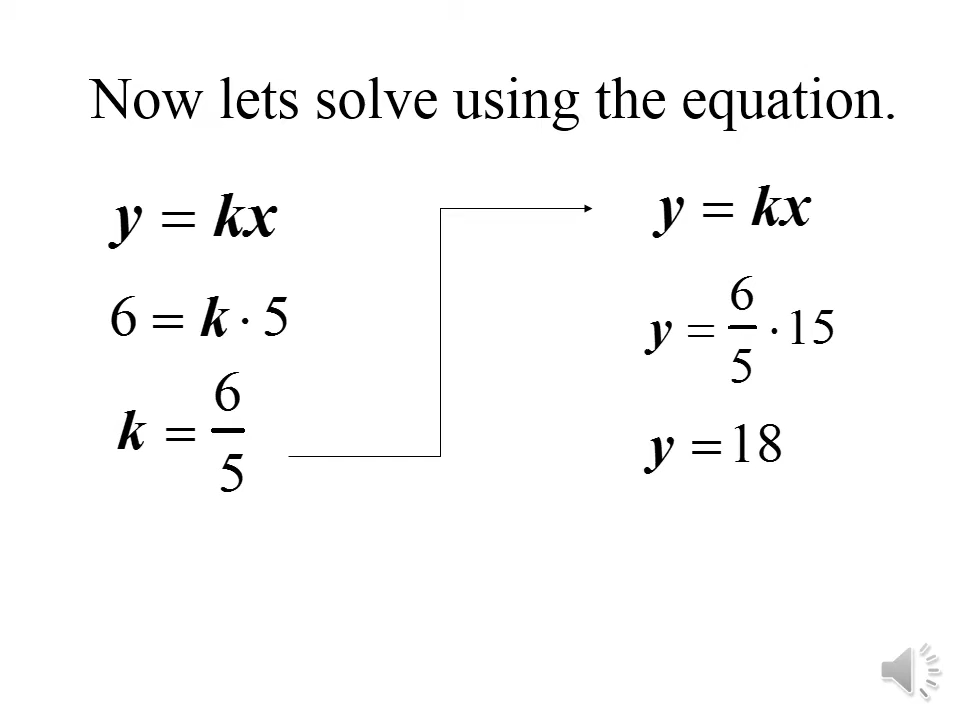 Now lets solve using the equation.
y = kx
6 = k · 5
k = 6/5
y = kx
y = 6/5 · 15
y = 18